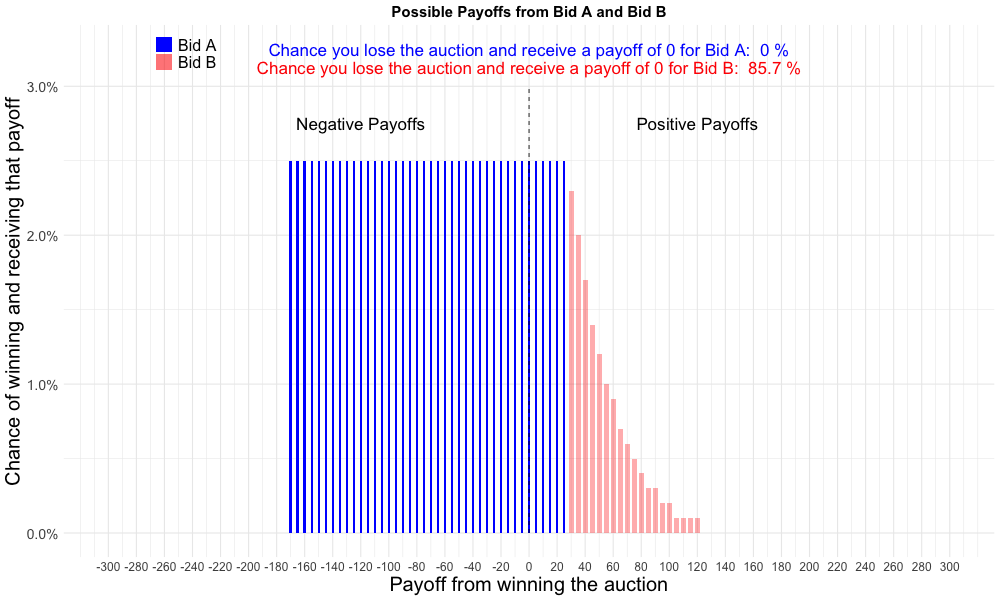 Possible Payoffs from Bid A and Bid B
Bid A
Bid B
Chance you lose the auction and receive a payoff of 0 for Bid A:  0 %
Chance you lose the auction and receive a payoff of 0 for Bid B:  85.7 %
Negative Payoffs
Positive Payoffs
Chance of winning and receiving that payoff
3.0%
2.0%
1.0%
0.0%
-300 -280 -260 -240 -220 -200 -180 -160 -140 -120 -100 -80 -60 -40 -20 0 20 40 60 80 100 120 140 160 180 200 220 240 260 280 300
Payoff from winning the auction